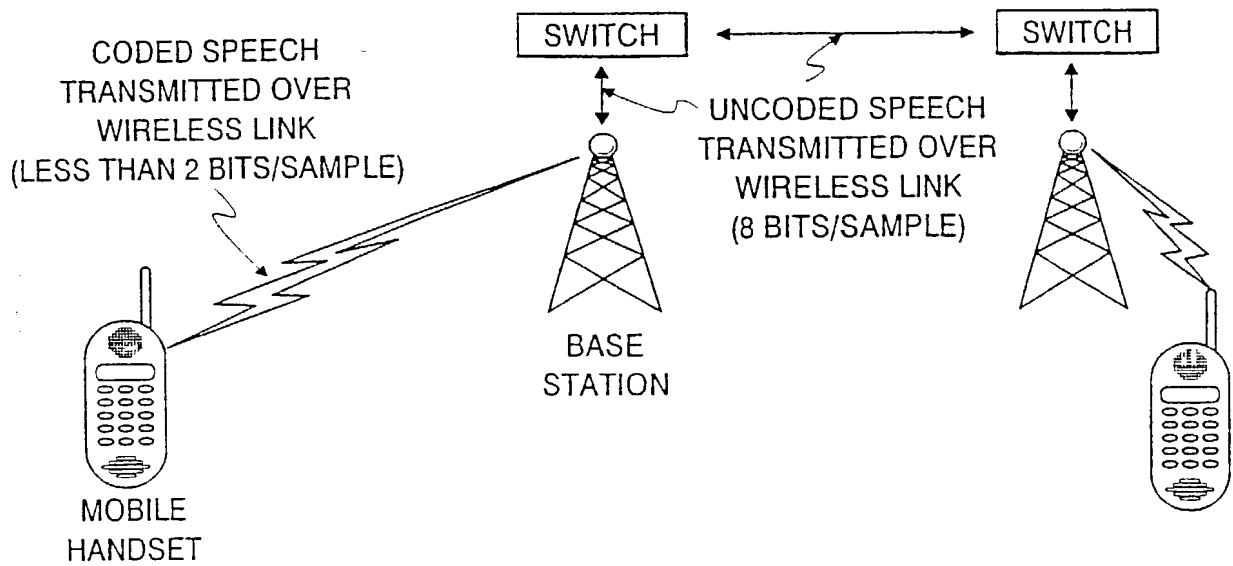 CODED SPEECH
TRANSMITTED OVER
WIRELESS LINK
(LESS THAN 2 BITS/SAMPLE)
SWITCH
SWITCH
UNCODED SPEECH
TRANSMITTED OVER
WIRELESS LINK
(8 BITS/SAMPLE)
BASE
STATION
MOBILE
HANDSET